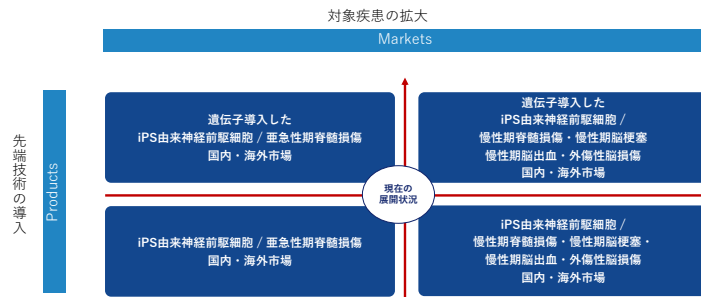 対象疾患の拡大
Markets
先端技術の導入
Products
遺伝子導入した
iPS由来神経前駆細胞 / 亜急性期脊髄損傷
国内・海外市場
遺伝子導入した
iPS由来神経前駆細胞 /
慢性期脊髄損傷・慢性期脳梗塞
慢性期脳出血・外傷性脳損傷
国内・海外市場
現在の
展開状況
iPS由来神経前駆細胞 / 亜急性期脊髄損傷
国内・海外市場
iPS由来神経前駆細胞 /
慢性期脊髄損傷・慢性期脳梗塞・
慢性期脳出血・外傷性脳損傷
国内・海外市場